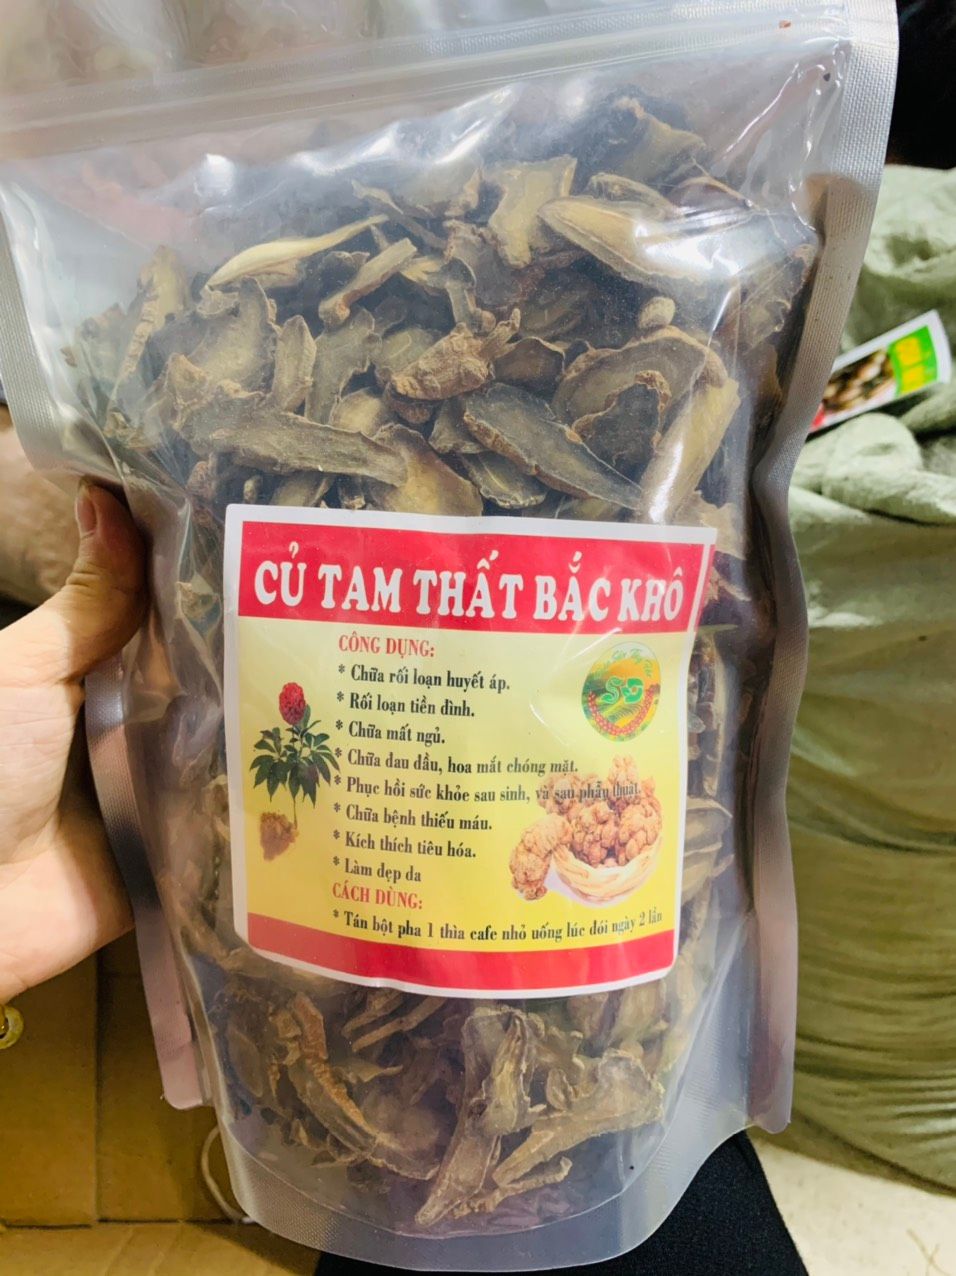 CỦ TAM THẤT BẮC KHÔ
CÔNG DỤNG:
* Chữa rối loạn huyết áp.
* Rối loạn tiền đình.
* Chữa mất ngủ.
* Chữa đau đầu, hoa mắt chóng mặt.
* Phục hồi sức khỏe sau sinh, và sau phẫu thuật.
* Chữa bệnh thiếu máu.
* Kích thích tiêu hóa.
* Làm đẹp da
CÁCH DÙNG:
* Tán bột pha 1 thìa cafe nhỏ uống lúc đói ngày 2 lần